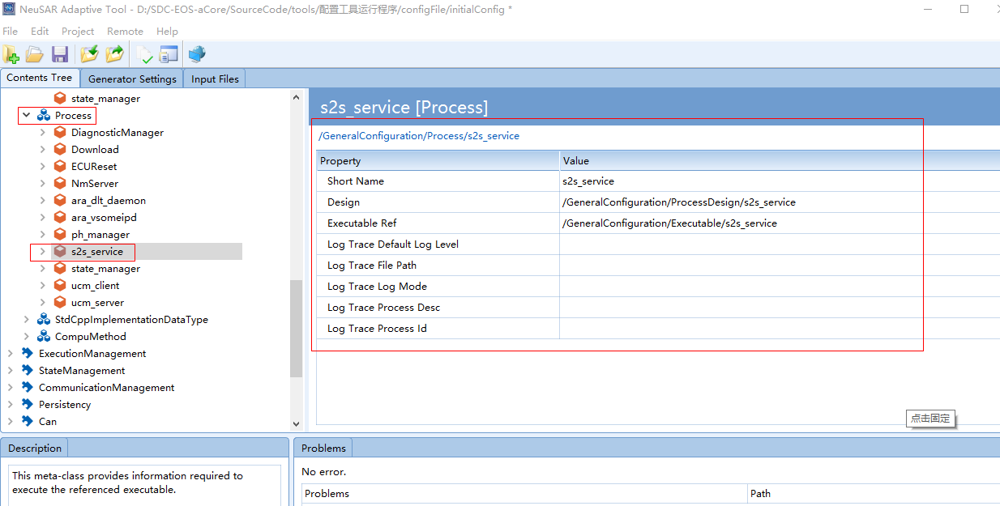 NeuSAR Adaptive Tool - D:/SDC-EOS-aCore/SourceCode/tools/配置工具运行程序/configFile/initialConfig *
File Edit Project Remote Help
Contents Tree Generator Settings Input Files
state_manager
Process
DiagnosticManager
Download
ECUReset
NmServer
ara_dlt_daemon
ara_vsomeipd
ph_manager
s2s_service
state_manager
ucm_client
ucm_server
StdCppImplementationDataType
CompuMethod
ExecutionManagement
StateManagement
CommunicationManagement
Persistency
Can
s2s_service [Process]
/GeneralConfiguration/Process/s2s_service
Property Value
Short Name s2s_service
Design /GeneralConfiguration/ProcessDesign/s2s_service
Executable Ref /GeneralConfiguration/Executable/s2s_service
Log Trace Default Log Level
Log Trace File Path
Log Trace Log Mode
Log Trace Process Desc
Log Trace Process Id
点击固定
Description
This meta-class provides information required to
execute the referenced executable.
Problems
No error.
Problems Path